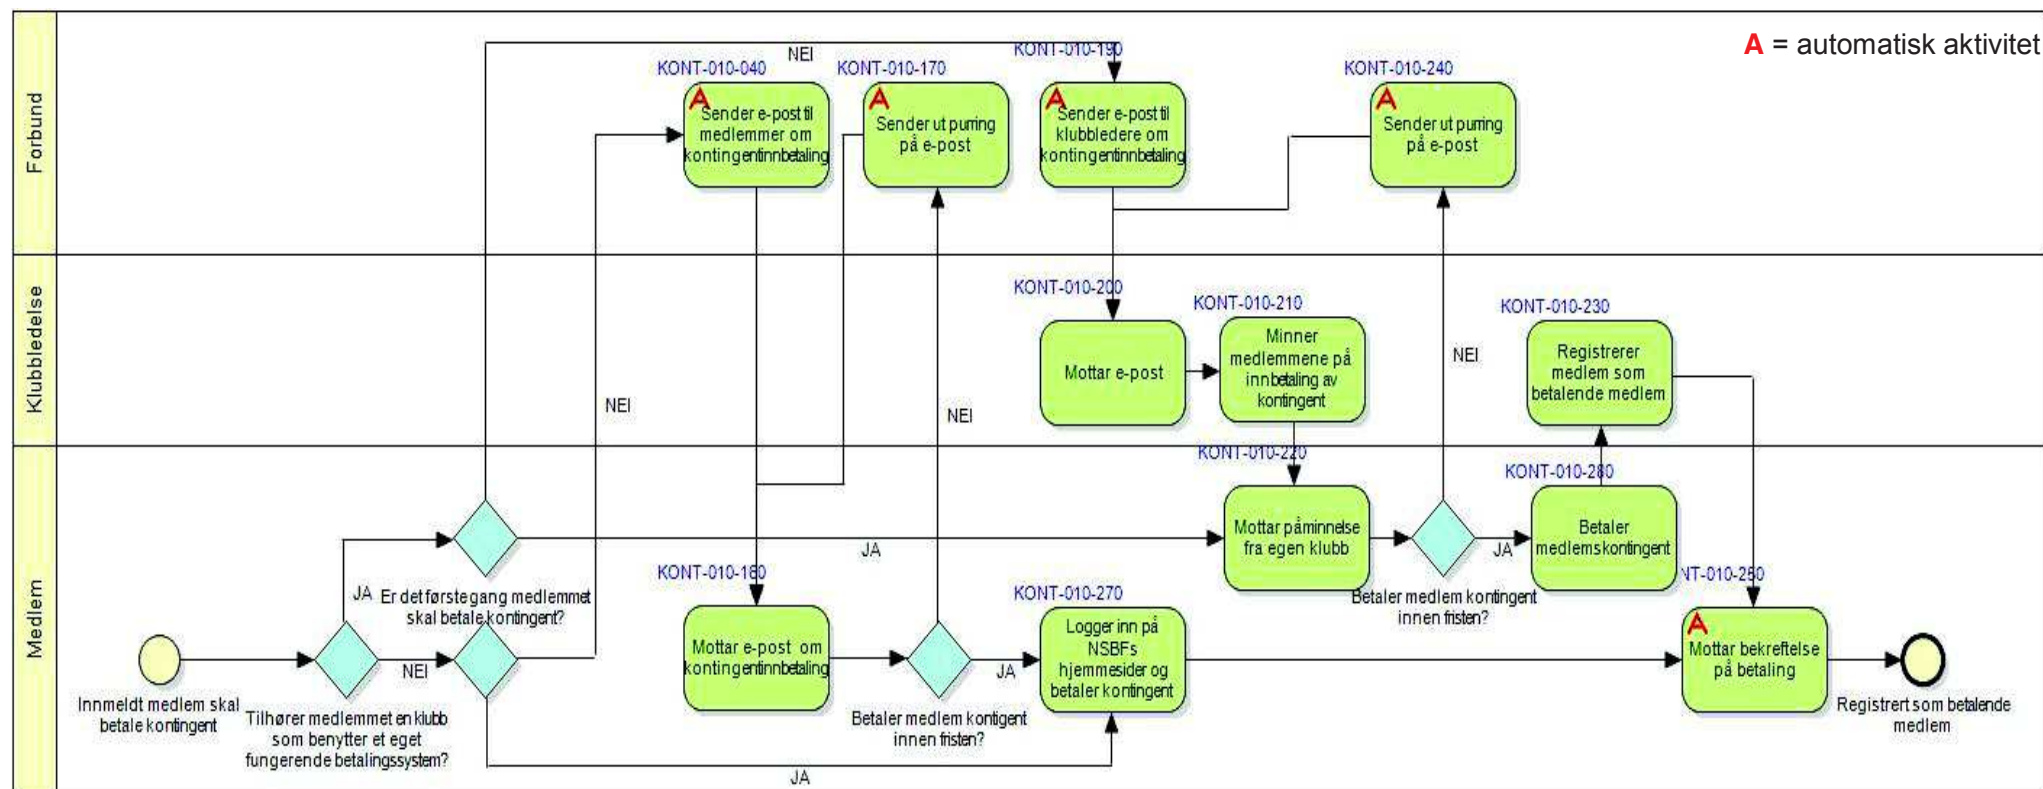 A = automatisk aktivitet
Forbund
NEI
KONT-010-040
A
Sender e-post til
medlemmer om
kontingentinnbetaling
KONT-010-170
A
Sender ut purring
på e-post
KONT-010-190
A
Sender e-post til
klubbledere om
kontingentinnbetaling
KONT-010-240
A
Sender ut purring
på e-post
Klubbledelse
NEI
NEI
KONT-010-200
Mottar e-post
KONT-010-210
Minner
medlemmene på
innbetaling av
kontingent
NEI
KONT-010-230
Registrerer
medlem som
betalende medlem
Medlem
Innmeldt medlem skal
betale kontingent
Tilhører medlemmet en klubb
som benytter et eget
fungerende betalingssystem?
JA
NEI
Er det første gang medlemmet
skal betale kontingent?
JA
JA
KONT-010-180
Mottar e-post om
kontingentinnbetaling
Betaler medlem kontigent
innen fristen?
JA
KONT-010-270
Logger inn på
NSBFs
hjemmesider og
betaler kontingent
KONT-010-220
Mottar påminnelse
fra egen klubb
Betaler medlem kontingent
innen fristen?
JA
KONT-010-280
Betaler
medlemskontingent
NT-010-250
A
Mottar bekreftelse
på betaling
Registrert som betalende
medlem